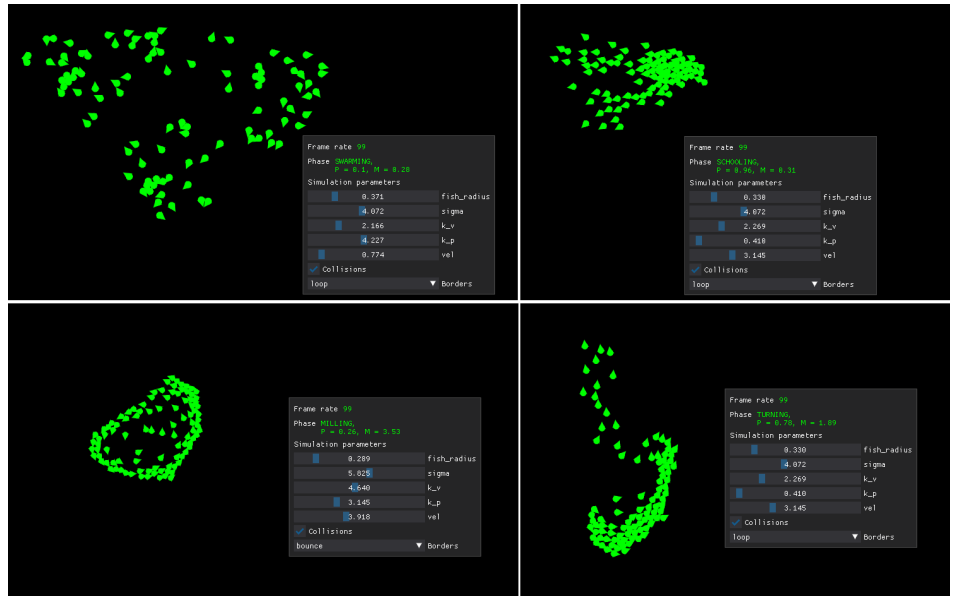 Frame rate 99
Phase SWARMING,
P = 0.1, M = 0.28
Simulation parameters
0.371 fish_radius
4.072 sigma
2.166 k_v
4.227 k_p
0.774 vel
Collisions
loop Borders
Frame rate 99
Phase SCHOOLING,
P = 0.96, M = 0.31
Simulation parameters
0.330 fish_radius
4.072 sigma
2.269 k_v
0.410 k_p
3.145 vel
Collisions
loop Borders
Frame rate 99
Phase MILLING,
P = 0.26, M = 3.53
Simulation parameters
0.289 fish_radius
5.825 sigma
4.640 k_v
3.145 k_p
3.918 vel
Collisions
bounce Borders
Frame rate 99
Phase TURNING,
P = 0.78, M = 1.89
Simulation parameters
0.330 fish_radius
4.072 sigma
2.269 k_v
0.410 k_p
3.145 vel
Collisions
loop Borders